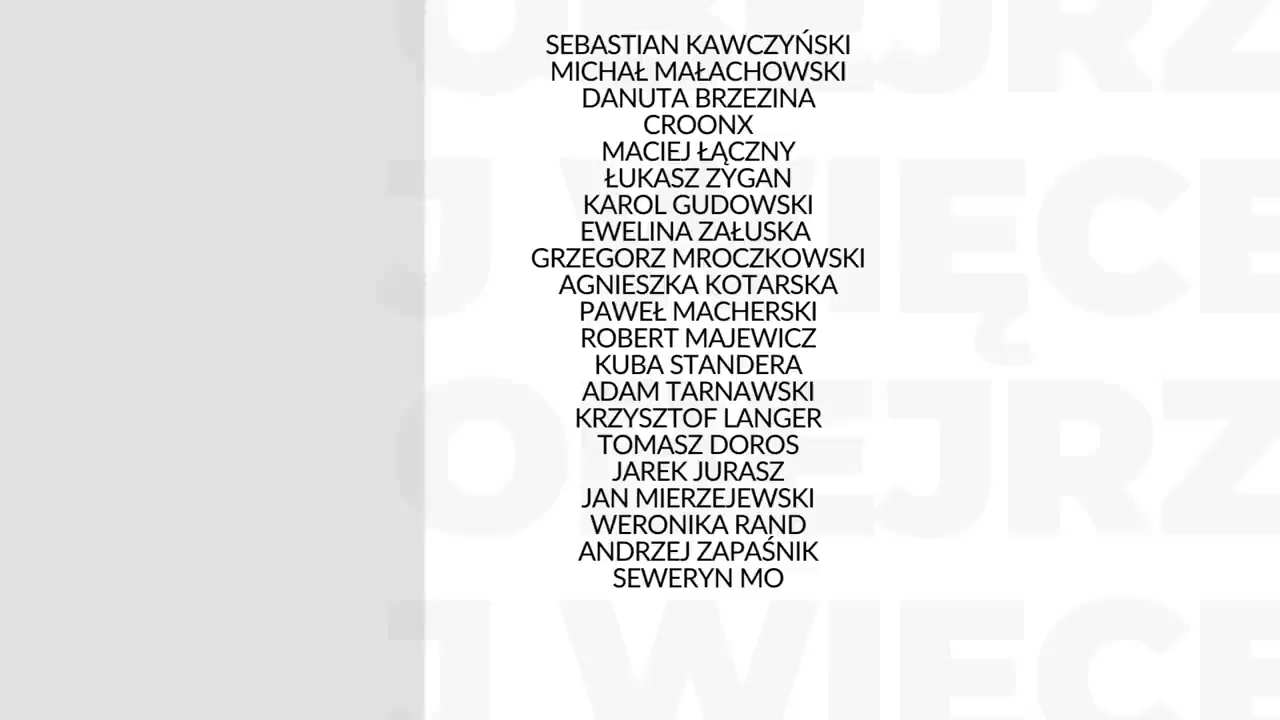 SEBASTIAN KAWCZYŃSKI
MICHAŁ MAŁACHOWSKI
DANUTA BRZEZINA
CROONX
MACIEJ ŁĄCZNY
ŁUKASZ ZYGAN
KAROL GUDOWSKI
EWELINA ZAŁUSKA
GRZEGORZ MROCZKOWSKI
AGNIESZKA KOTARSKA
PAWEŁ MACHERSKI
ROBERT MAJEWICZ
KUBA STANDERA
ADAM TARNAWSKI
KRZYSZTOF LANGER
TOMASZ DOROS
JAREK JURASZ
JAN MIERZEJEWSKI
WERONIKA RAND
ANDRZEJ ZAPAŚNIK
SEWERYN MO